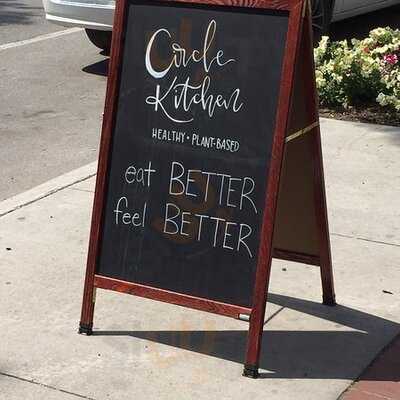 Circle
Kitchen
HEALTHY • PLANT-BASED
eat BETTER
feel BETTER